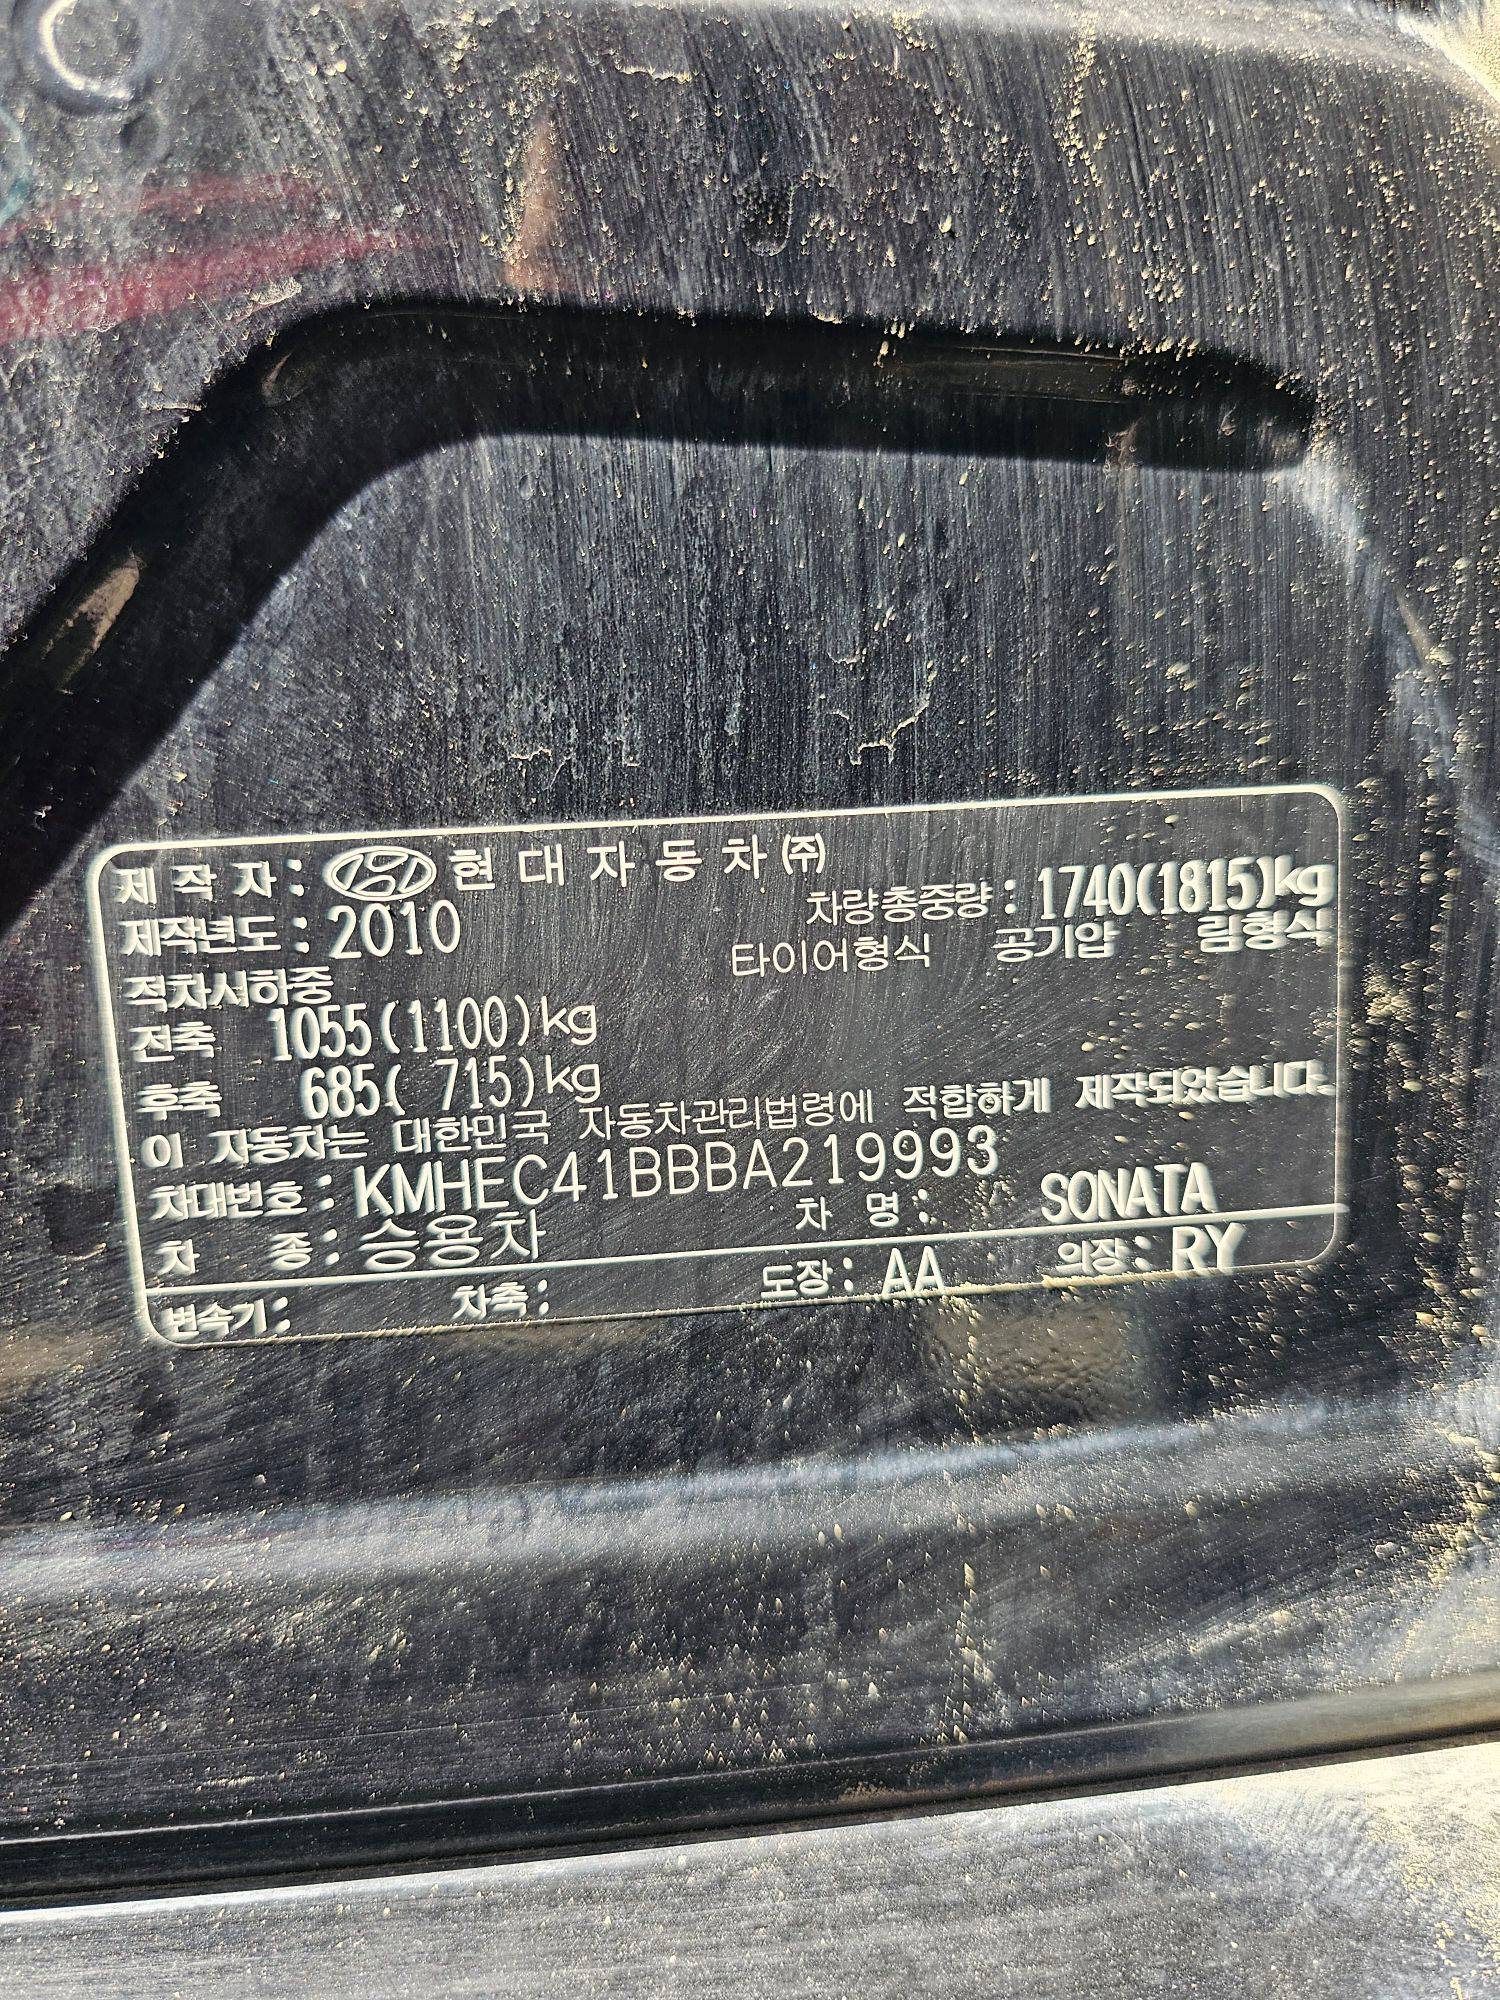 제작자: 현대자동차(주)
제작년도: 2010 차량총중량: 1740(1815)kg
타이어형식 공기압 림형식
적차시하중
전축 1055(1100)kg
후축 685( 715)kg
이 자동차는 대한민국 자동차관리법령에 적합하게 제작되었습니다.
차대번호: KMHEC41BBBA219993
차 종: 승용차 차 명: SONATA
변속기: 차축: 도장: AA 의장: RY